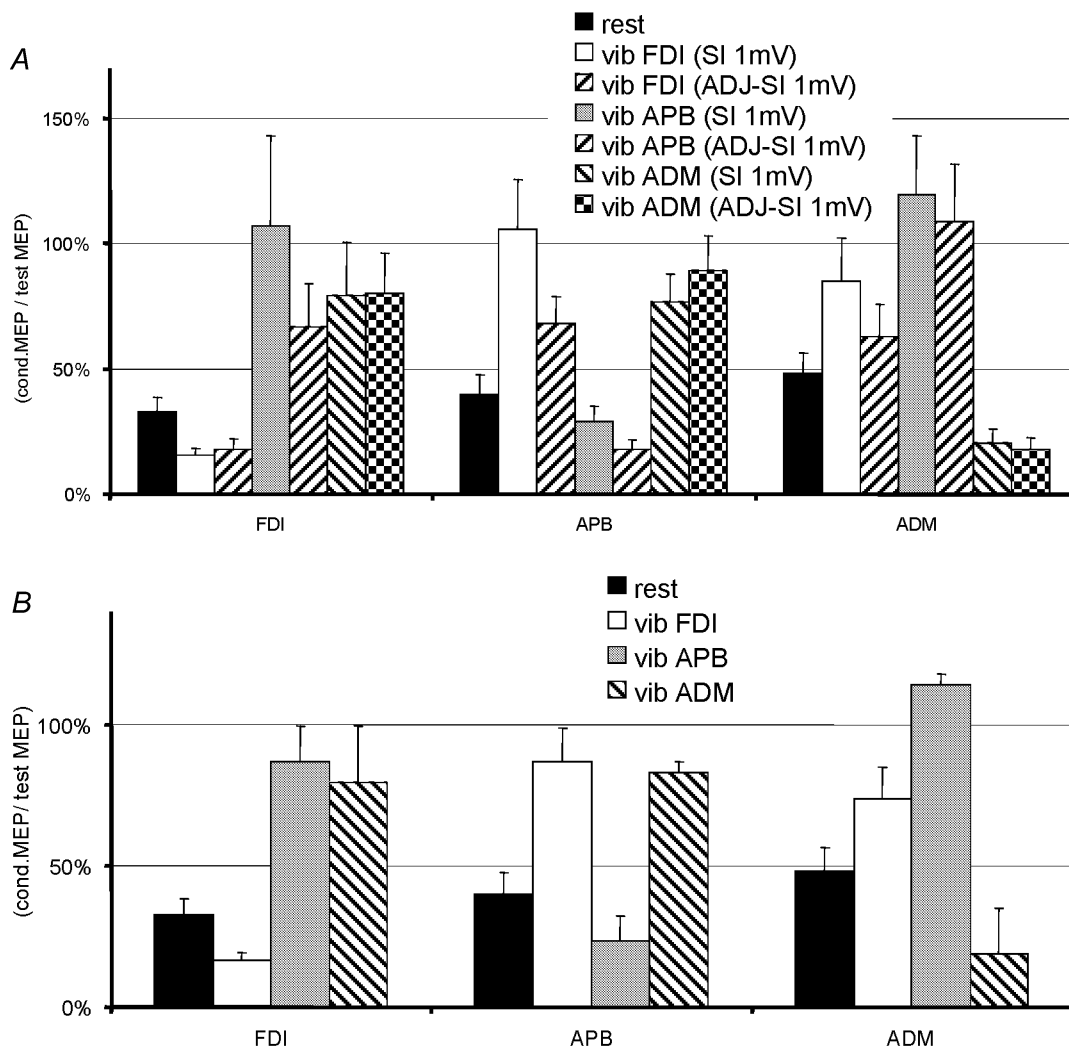 A
rest
vib FDI (SI 1mV)
vib FDI (ADJ-SI 1mV)
vib APB (SI 1mV)
vib APB (ADJ-SI 1mV)
vib ADM (SI 1mV)
vib ADM (ADJ-SI 1mV)
(cond.MEP / test MEP)
150%
100%
50%
0%
FDI
APB
ADM
B
rest
vib FDI
vib APB
vib ADM
(cond.MEP/ test MEP)
100%
50%
0%
FDI
APB
ADM